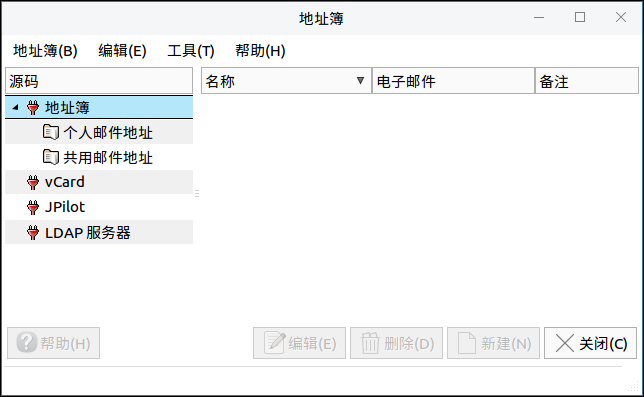 地址簿
地址簿(B) 编辑(E) 工具(T) 帮助(H)
源码 名称 电子邮件 备注
地址簿
个人邮件地址
共用邮件地址
vCard
JPilot
LDAP 服务器
帮助(H) 编辑(E) 删除(D) 新建(N) 关闭(C)